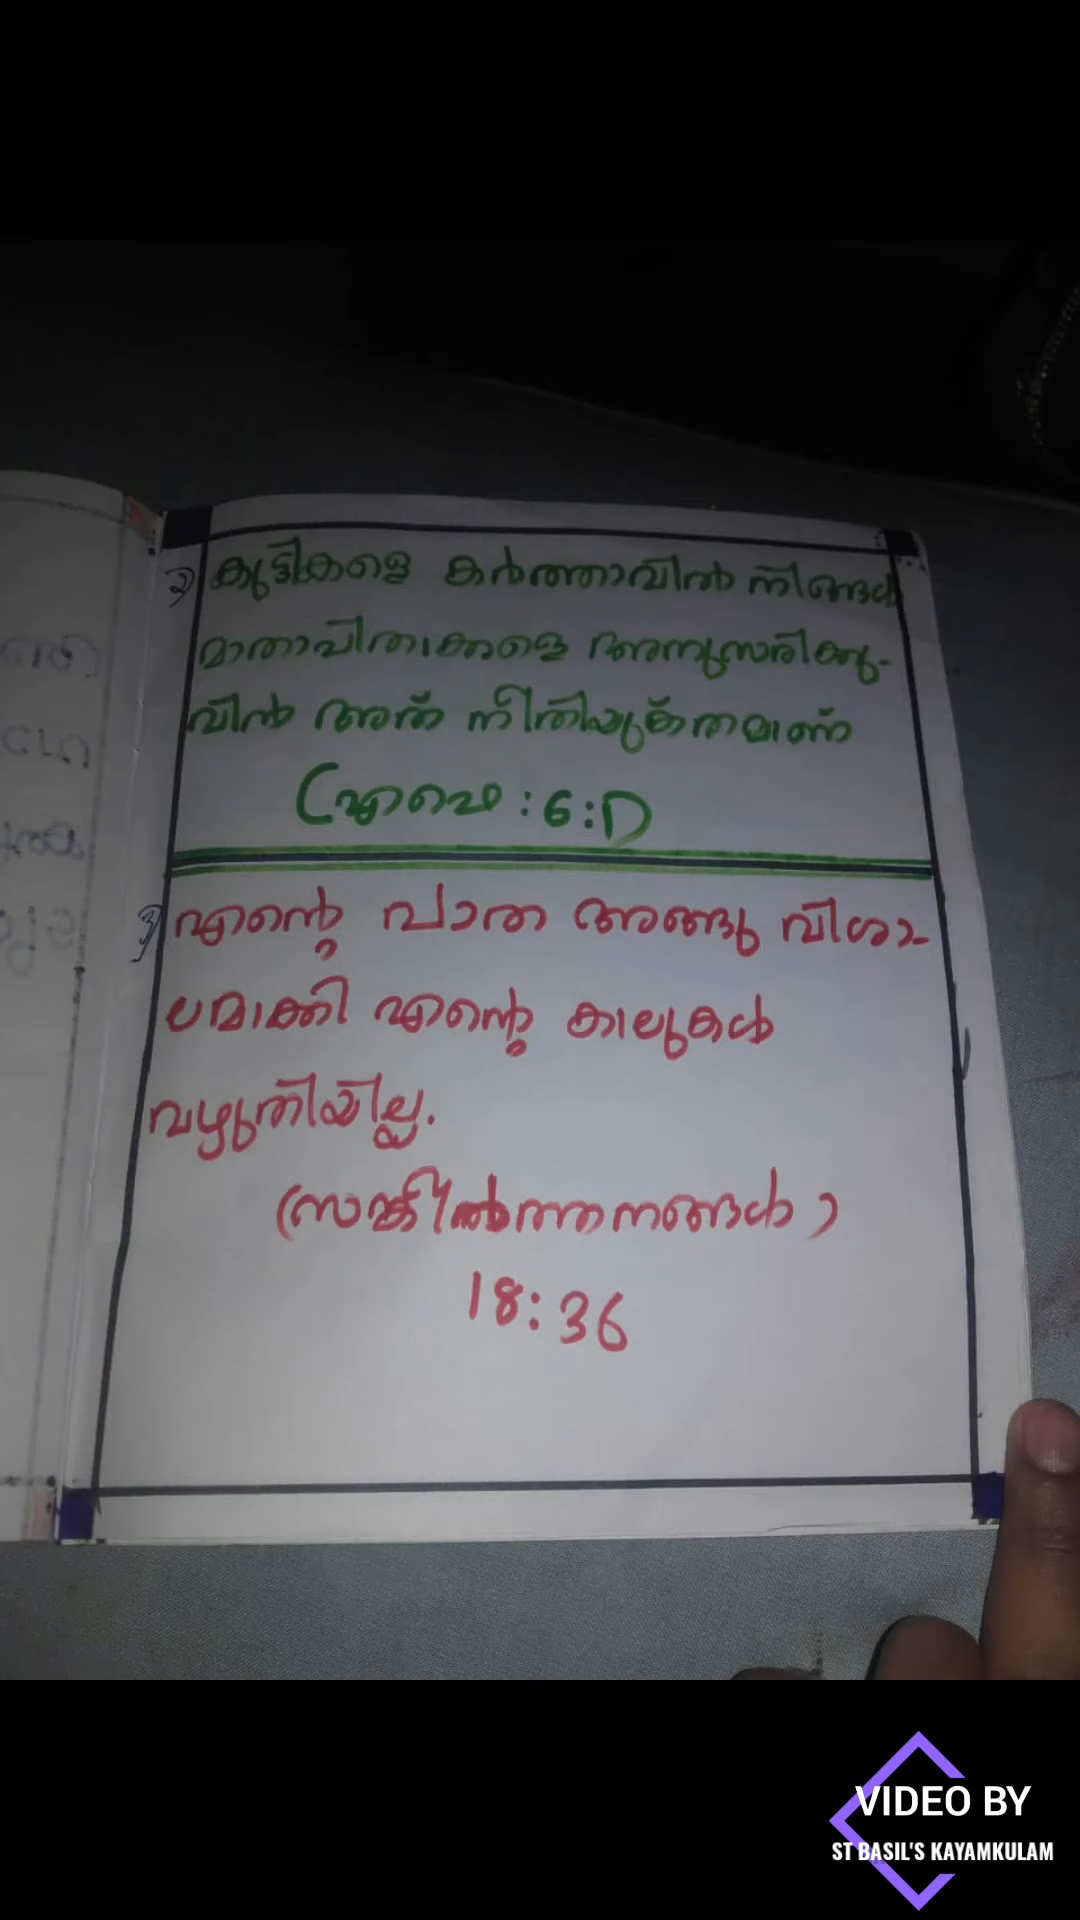 2) കുട്ടികളെ കർത്താവിൽ നിങ്ങൾ
മാതാപിതാക്കളെ അനുസരിക്കു-
വിൻ അത് നീതിയുക്തമാണ്
(എഫെ : 6:1)
3) എന്റെ പാത അങ്ങു വിശാ-
ലമാക്കി എന്റെ കാലുകൾ
വഴുതിയില്ല.
(സങ്കീർത്തനങ്ങൾ)
18: 36
VIDEO BY
ST BASIL'S KAYAMKULAM